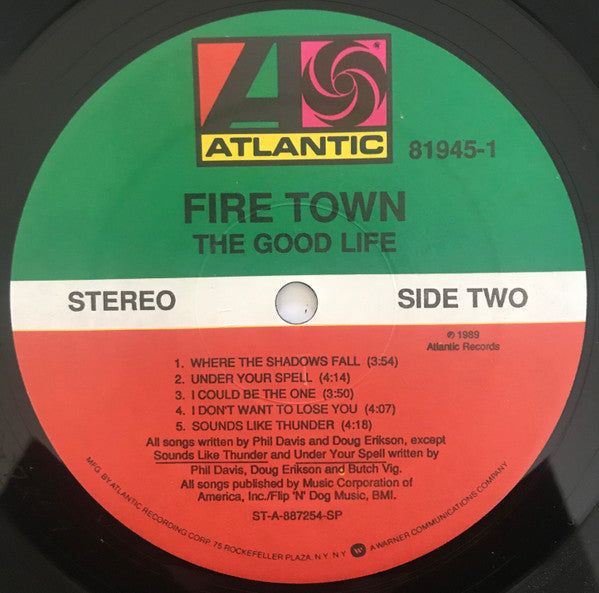 ATLANTIC
81945-1
FIRE TOWN
THE GOOD LIFE
STEREO
SIDE TWO
℗ 1989
Atlantic Records
1. WHERE THE SHADOWS FALL (3:54)
2. UNDER YOUR SPELL (4:14)
3. I COULD BE THE ONE (3:50)
4. I DON'T WANT TO LOSE YOU (4:07)
5. SOUNDS LIKE THUNDER (4:18)
All songs written by Phil Davis and Doug Erikson, except
Sounds Like Thunder and Under Your Spell written by
Phil Davis, Doug Erikson and Butch Vig.
All songs published by Music Corporation of
America, Inc./Flip 'N' Dog Music, BMI.
ST-A-887254-SP
MFG. BY ATLANTIC RECORDING CORP. 75 ROCKEFELLER PLAZA, N.Y. N.Y. A WARNER COMMUNICATIONS COMPANY